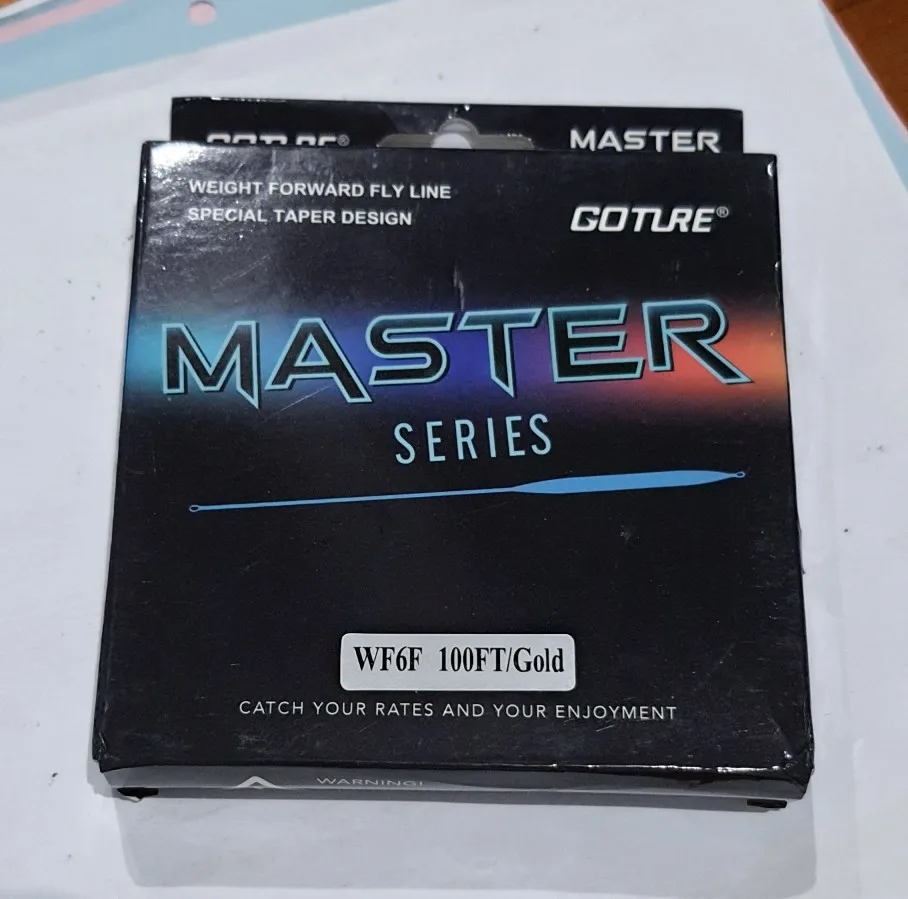 GOTURE® MASTER
WEIGHT FORWARD FLY LINE
SPECIAL TAPER DESIGN
GOTURE®
MASTER
SERIES
WF6F 100FT/Gold
CATCH YOUR RATES AND YOUR ENJOYMENT
WARNING!